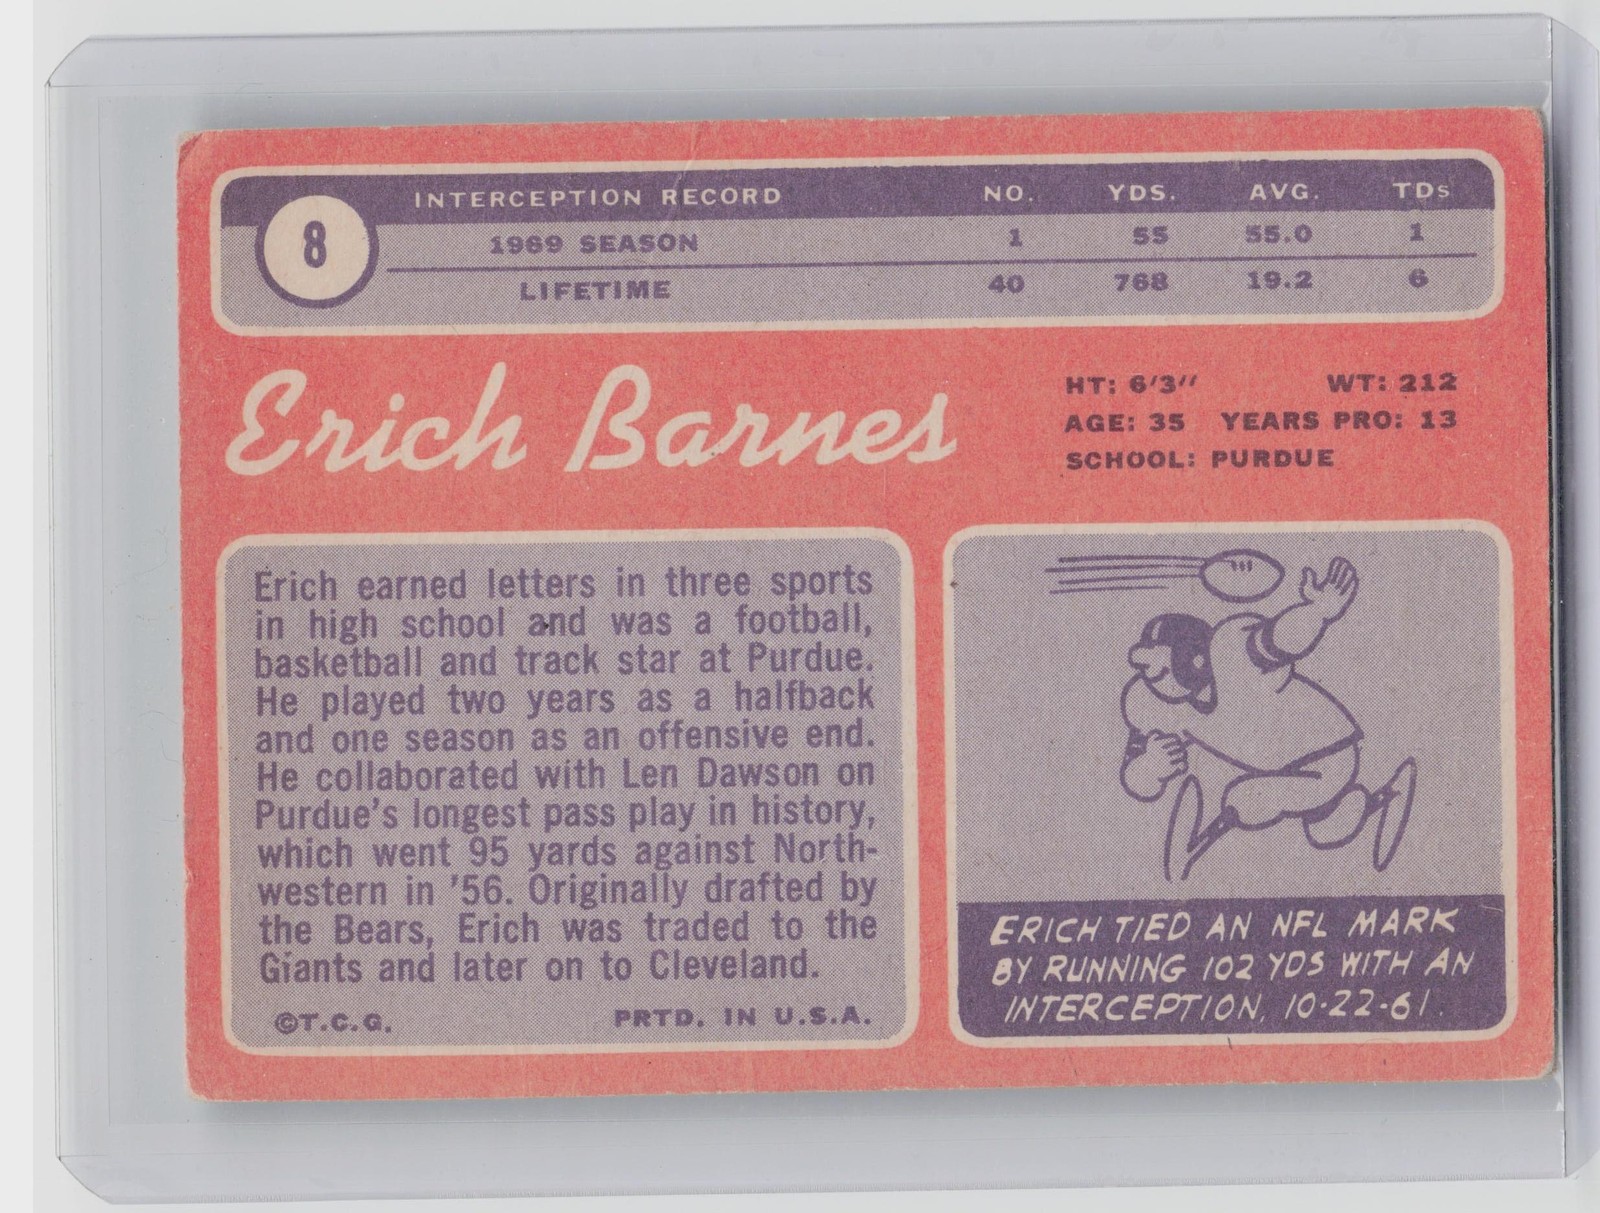 8
INTERCEPTION RECORD NO. YDS. AVG. TDs
1969 SEASON 1 55 55.0 1
LIFETIME 40 768 19.2 6
Erich Barnes
HT: 6'3" WT: 212
AGE: 35 YEARS PRO: 13
SCHOOL: PURDUE
Erich earned letters in three sports
in high school and was a football,
basketball and track star at Purdue.
He played two years as a halfback
and one season as an offensive end.
He collaborated with Len Dawson on
Purdue's longest pass play in history,
which went 95 yards against North-
western in '56. Originally drafted by
the Bears, Erich was traded to the
Giants and later on to Cleveland.
©T.C.G. PRTD. IN U.S.A.
ERICH TIED AN NFL MARK
BY RUNNING 102 YDS WITH AN
INTERCEPTION, 10-22-61.